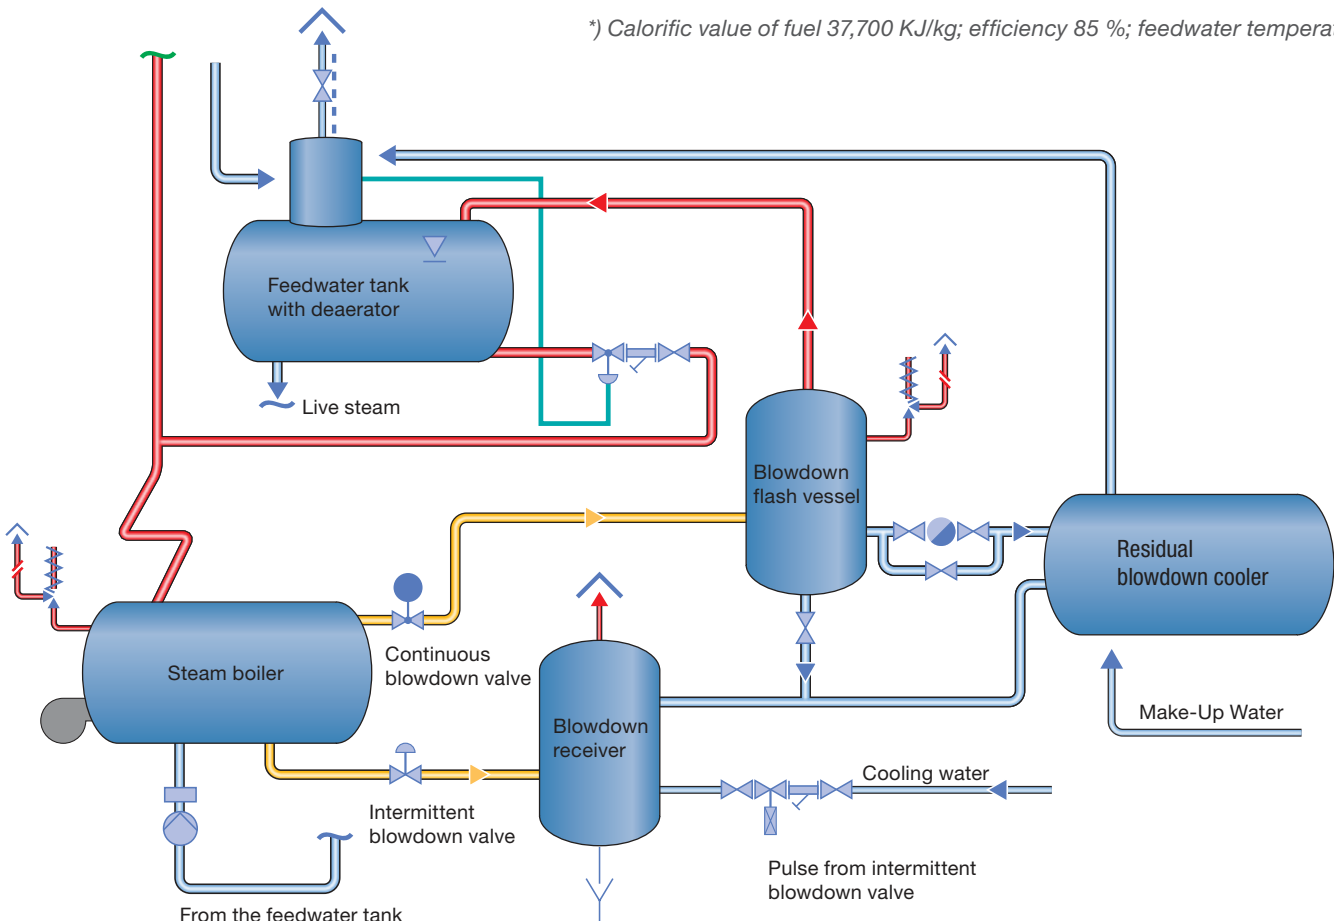 *) Calorific value of fuel 37,700 KJ/kg; efficiency 85 %; feedwater
Feedwater tank
with deaerator
Live steam
Blowdown
flash vessel
Residual
blowdown cooler
Continuous
blowdown valve
Steam boiler
Blowdown
receiver
Make-Up Water
Cooling water
Intermittent
blowdown valve
Pulse from intermittent
blowdown valve
From the feedwater tank